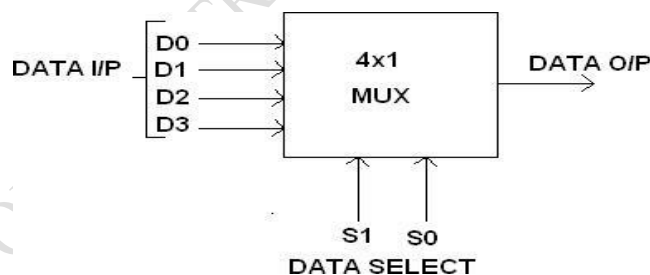 D0
DATA I/P
D1
D2
D3
4x1
MUX
DATA O/P
S1 S0
DATA SELECT